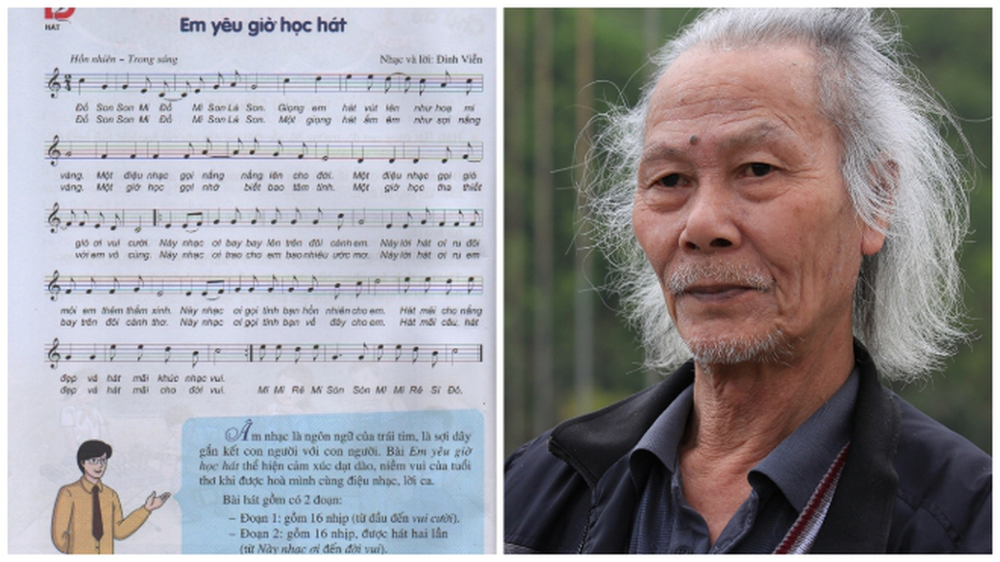 HÁT
Em yêu giờ học hát
Hồn nhiên – Trong sáng
Nhạc và lời: Đinh Viễn
Đồ Son Son Mi Đồ Mi Son Lá Son. Giọng em hát vút lên như hoạ mi
Đồ Son Son Mi Đồ Mi Son Lá Son. Một giọng hát ấm êm như sợi nắng
vàng. Một điệu nhạc gọi nắng nắng lên cho đời. Một điệu nhạc gọi gió
vàng. Một giờ học gợi nhớ biết bao tâm tình. Một giờ học tha thiết
gió ơi vui cười. Này nhạc ơi bay bay lên trên đôi cánh em. Này lời hát ơi ru đôi
với em vô cùng. Này nhạc ơi trao cho em bao nhiêu ước mơ. Này lời hát ơi ru em
môi em thêm thắm xinh. Này nhạc ơi gọi tình bạn hồn nhiên cho em. Hát mãi cho nắng
bay trên đôi cánh thơ. Này nhạc ơi gọi tình bạn về đây cho em. Hát mãi câu, hát
đẹp và hát mãi khúc nhạc vui.
đẹp và hát mãi cho đời vui. Mi Mi Rê Mi Són Són Mi Mi Rê Si Đô.
Âm nhạc là ngôn ngữ của trái tim, là sợi dây
gắn kết con người với con người. Bài Em yêu giờ
học hát thể hiện cảm xúc dạt dào, niềm vui của tuổi
thơ khi được hoà mình cùng điệu nhạc, lời ca.
Bài hát gồm có 2 đoạn:
– Đoạn 1: gồm 16 nhịp (từ đầu đến vui cười).
– Đoạn 2: gồm 16 nhịp, được hát hai lần
(từ Này nhạc ơi đến đời vui).